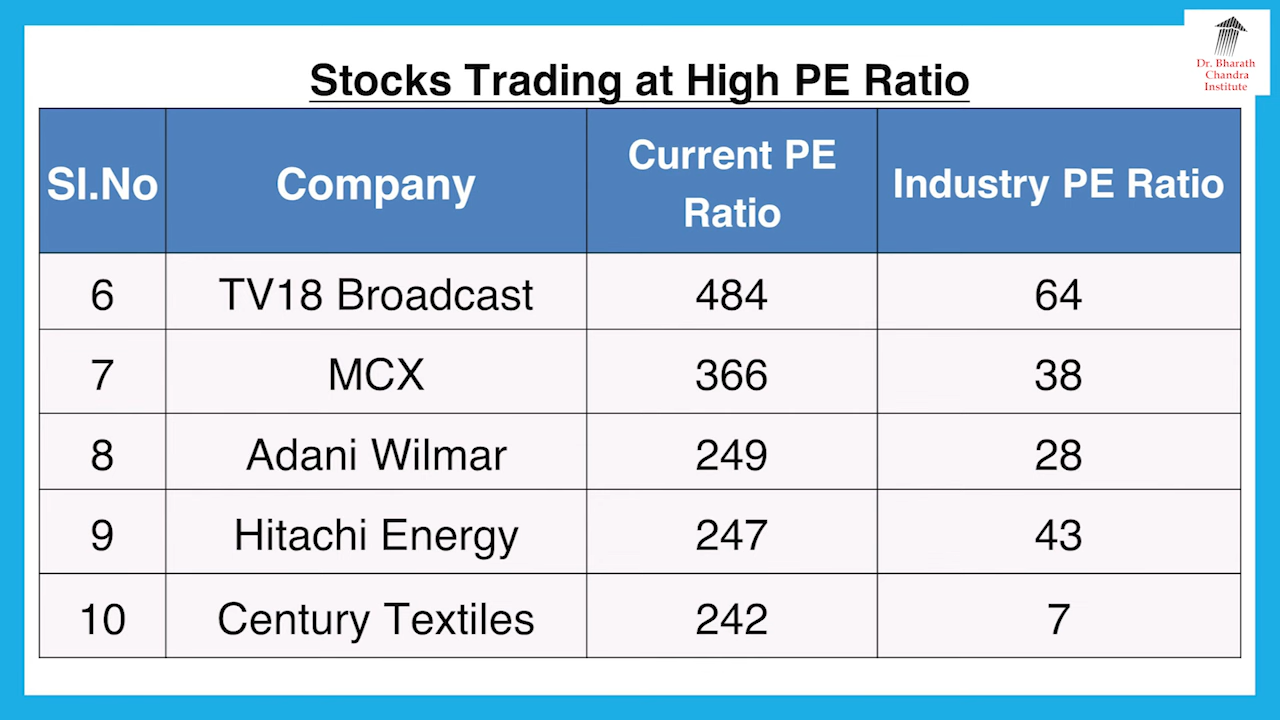 Dr. Bharath
Chandra
Institute
Stocks Trading at High PE Ratio
Sl.No Company Current PE Ratio Industry PE Ratio
6 TV18 Broadcast 484 64
7 MCX 366 38
8 Adani Wilmar 249 28
9 Hitachi Energy 247 43
10 Century Textiles 242 7